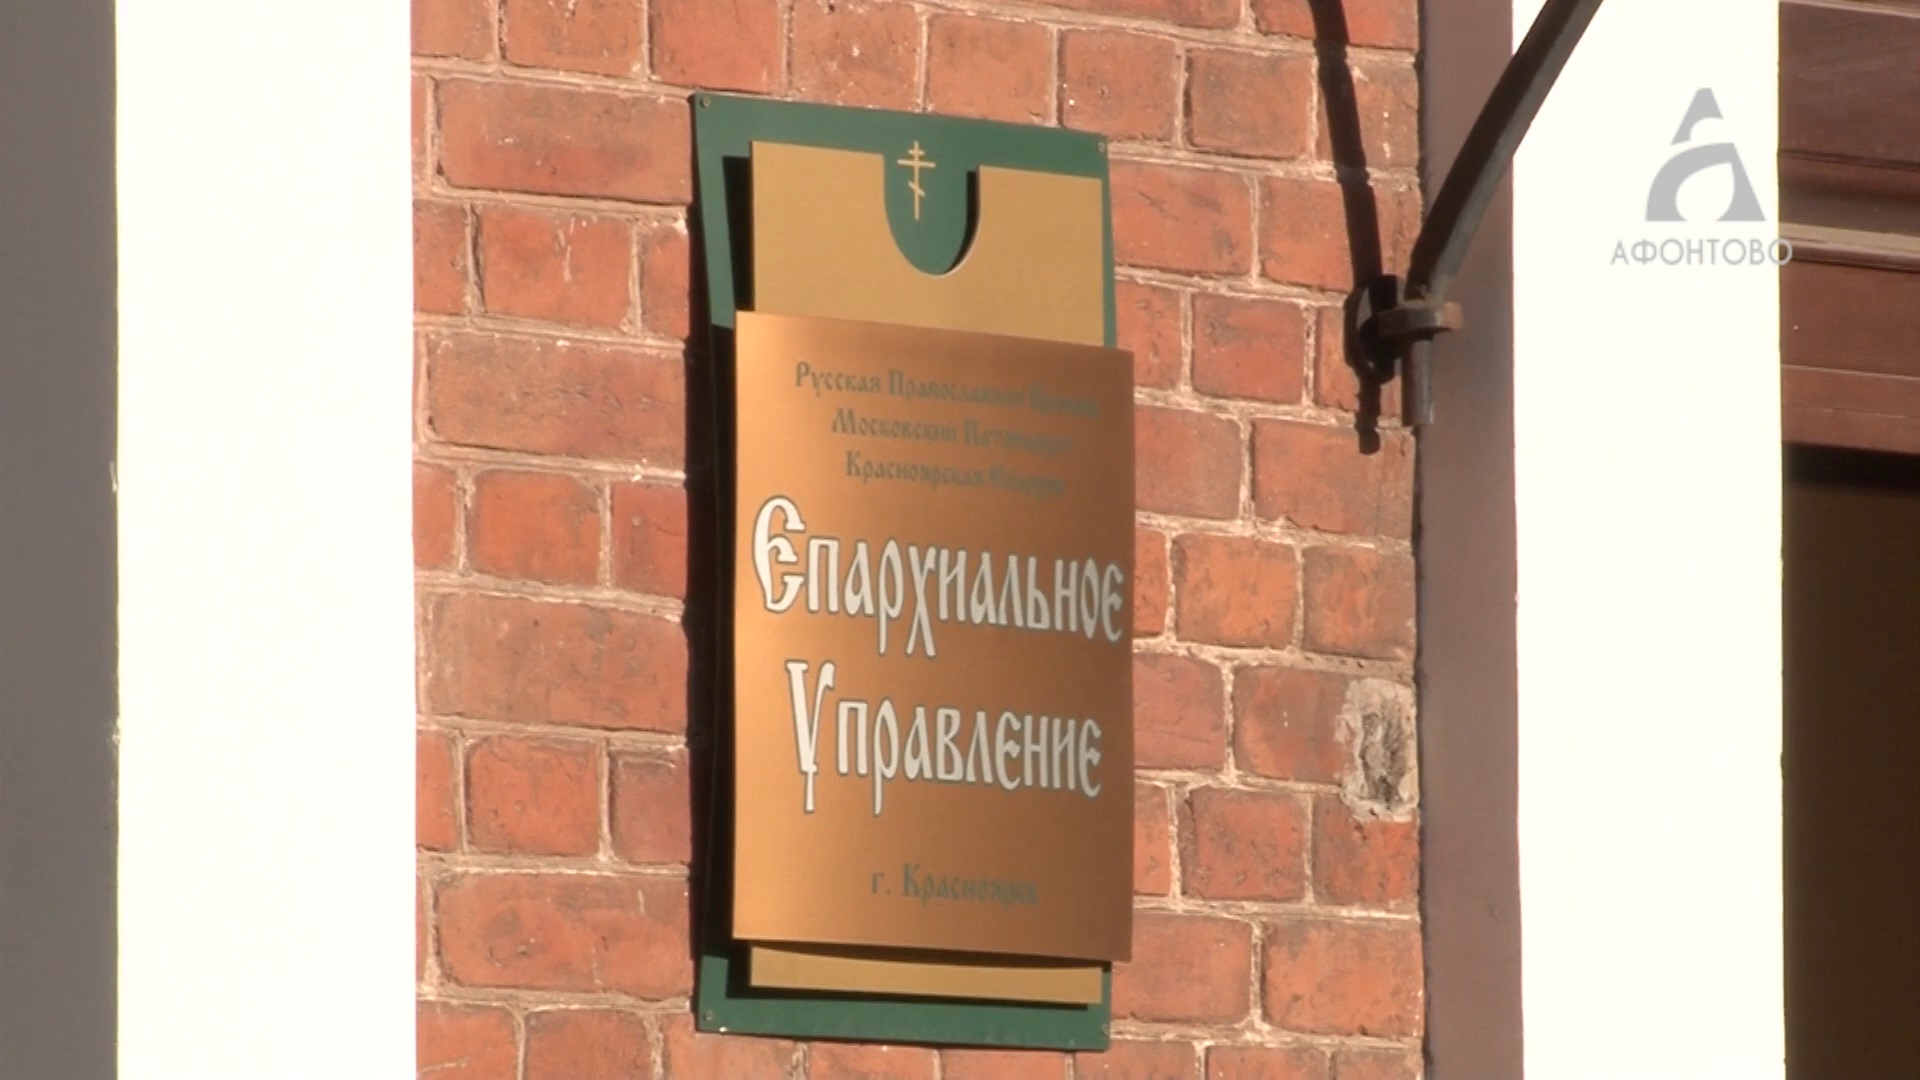 Русская Православная Церковь
Московский Патриархат
Красноярская Епархия
Епархиальное
Управление
г. Красноярск
АФОНТОВО